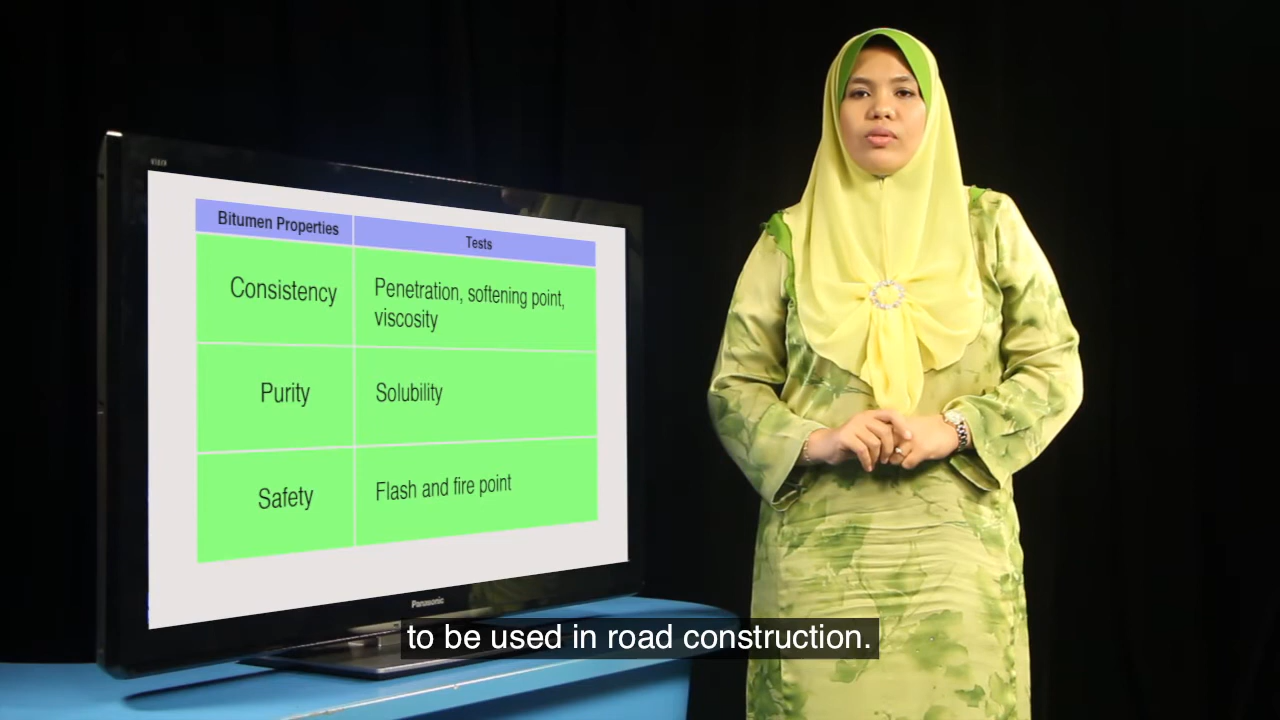 VIERA
Bitumen Properties
Tests
Consistency
Penetration, softening point,
viscosity
Purity
Solubility
Safety
Flash and fire point
Panasonic
to be used in road construction.